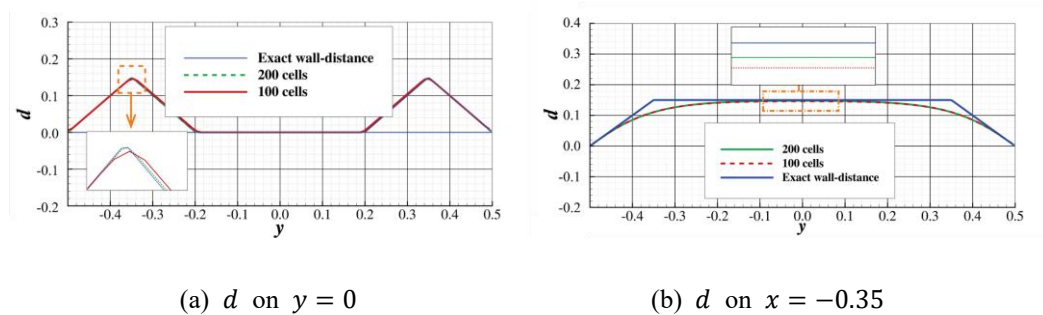 0.3
0.2
0.1
0.0
-0.1
-0.2
d
Exact wall-distance
200 cells
100 cells
-0.4 -0.3 -0.2 -0.1 0.0 0.1 0.2 0.3 0.4 0.5
y
0.4
0.3
0.2
0.1
0.0
-0.1
-0.2
d
200 cells
100 cells
Exact wall-distance
-0.4 -0.3 -0.2 -0.1 0.0 0.1 0.2 0.3 0.4 0.5
y
(a) d on y = 0
(b) d on x = −0.35